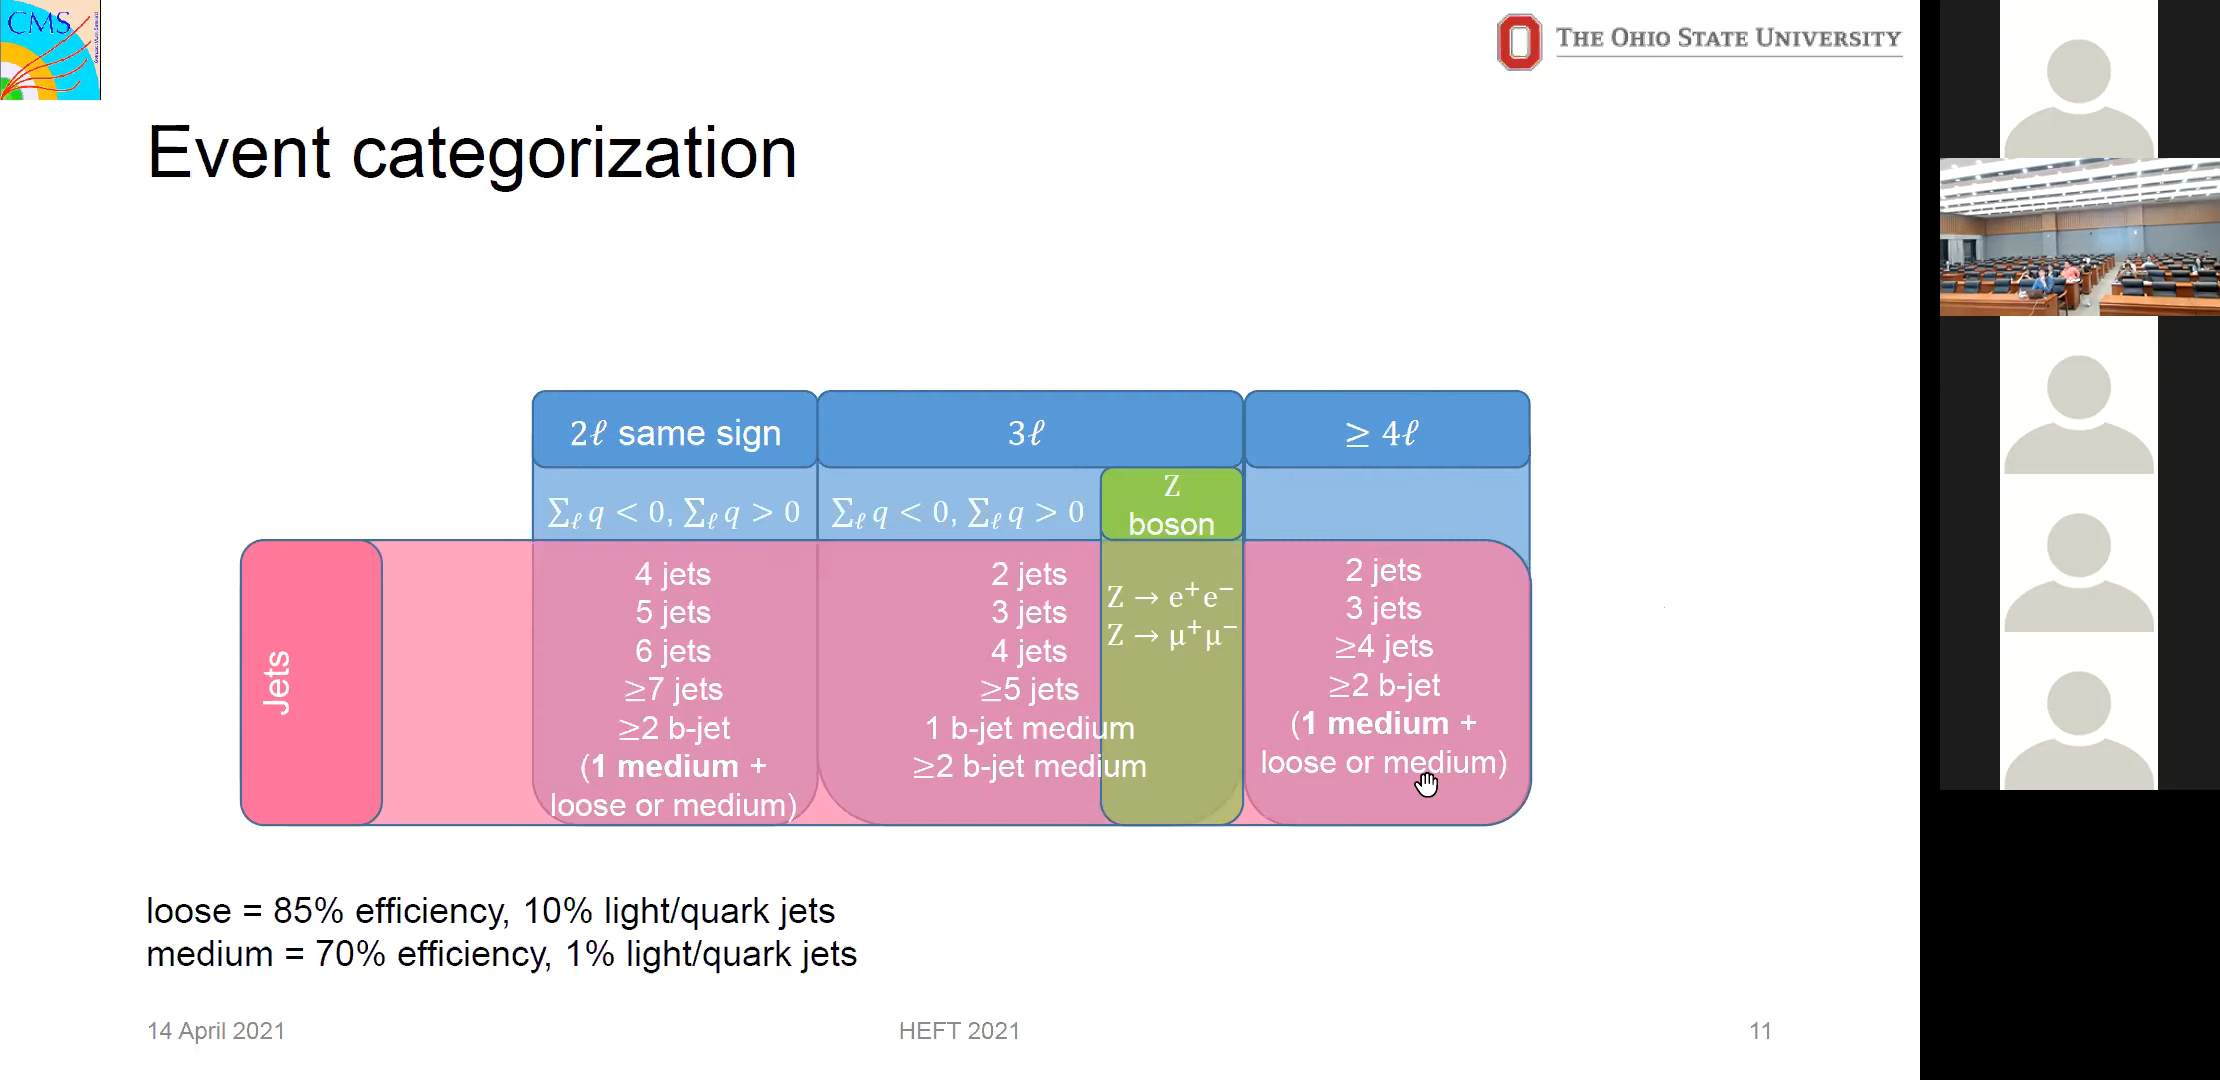 CMS
THE OHIO STATE UNIVERSITY
Event categorization
2ℓ same sign
3ℓ
≥ 4ℓ
∑ℓ q < 0, ∑ℓ q > 0
∑ℓ q < 0, ∑ℓ q > 0
Z
boson
Jets
4 jets
5 jets
6 jets
≥7 jets
≥2 b-jet
(1 medium +
loose or medium)
2 jets
3 jets
4 jets
≥5 jets
1 b-jet medium
≥2 b-jet medium
Z → e⁺e⁻
Z → μ⁺μ⁻
2 jets
3 jets
≥4 jets
≥2 b-jet
(1 medium +
loose or medium)
loose = 85% efficiency, 10% light/quark jets
medium = 70% efficiency, 1% light/quark jets
14 April 2021
HEFT 2021
11